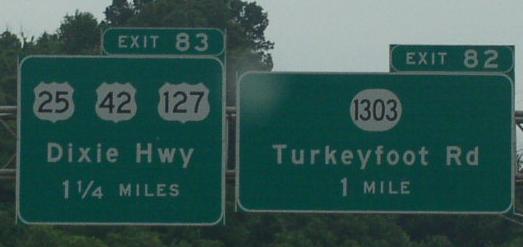 EXIT 83
25 42 127
Dixie Hwy
1 1/4 MILES
EXIT 82
1303
Turkeyfoot Rd
1 MILE